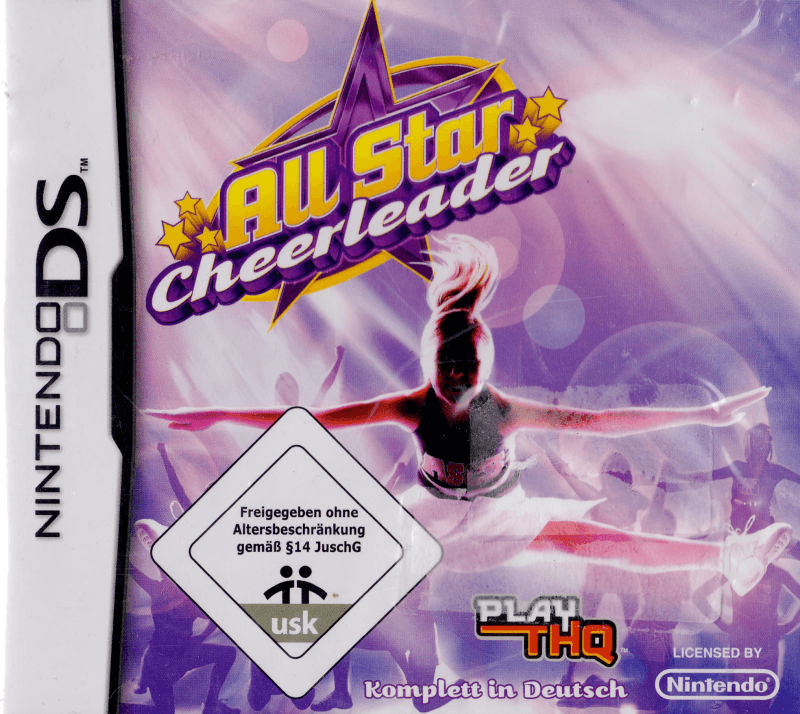 NINTENDO DS™
All Star
Cheerleader
Freigegeben ohne
Altersbeschränkung
gemäß §14 JuschG
usk
PLAY
THQ™
LICENSED BY
Nintendo®
Komplett in Deutsch